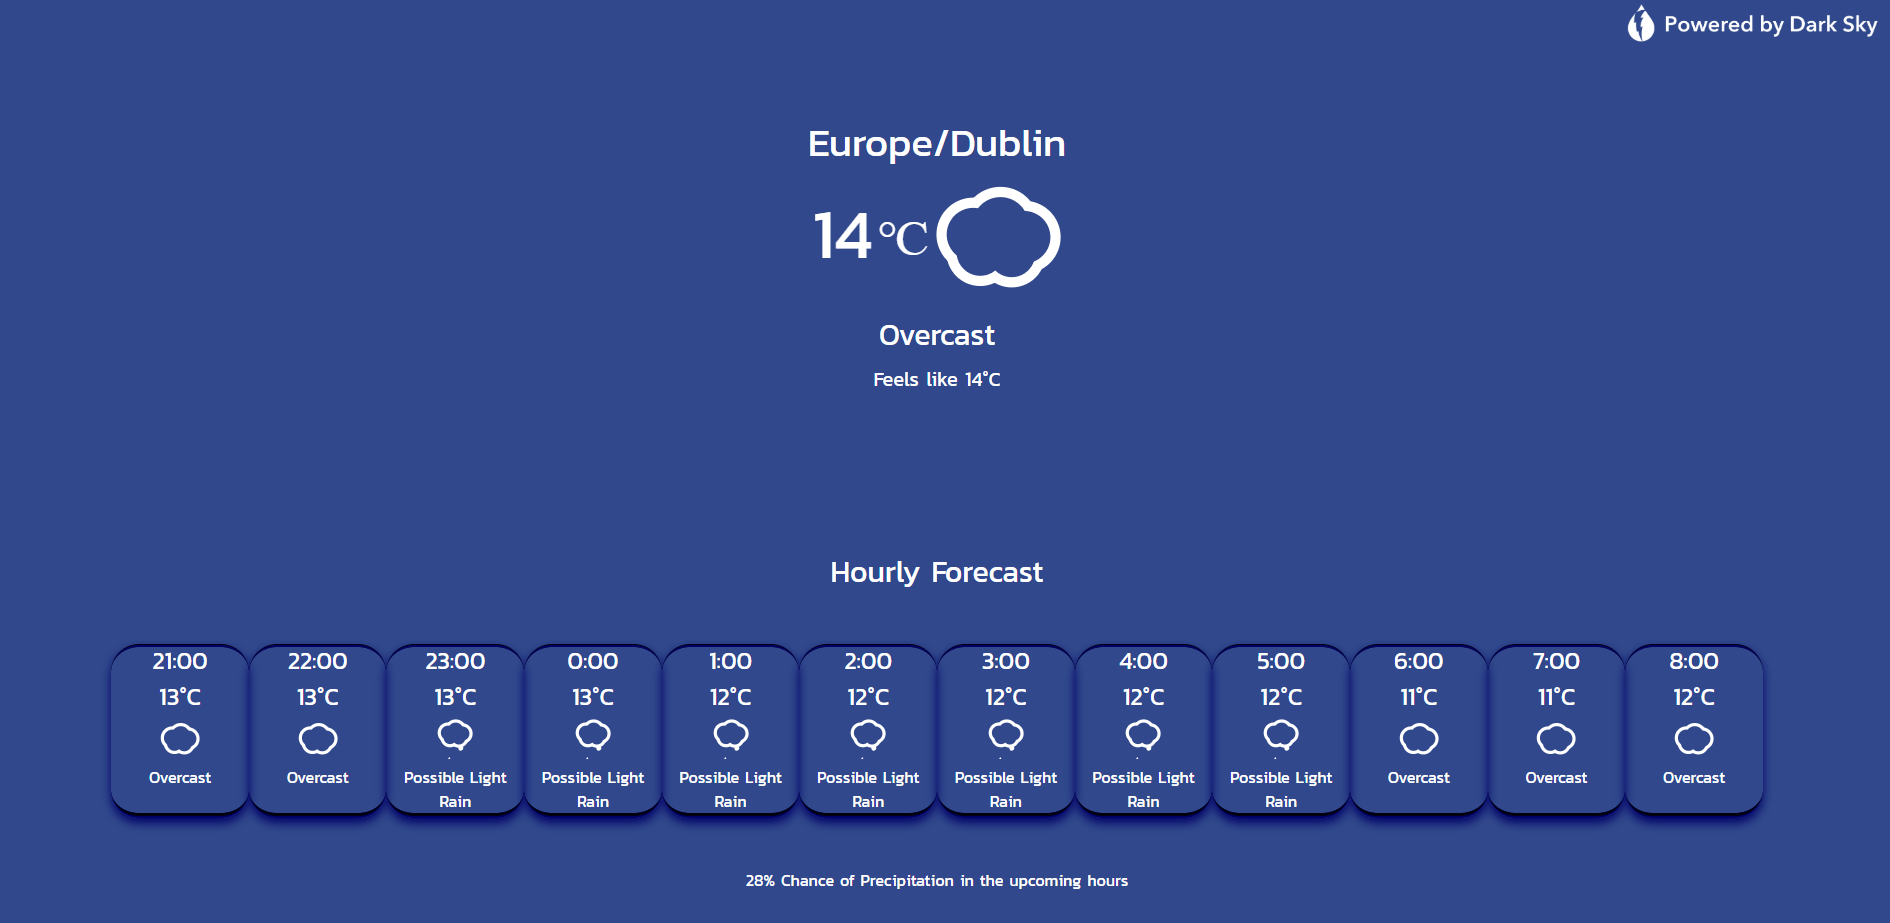 Powered by Dark Sky
Europe/Dublin
14 °C
Overcast
Feels like 14°C
Hourly Forecast
21:00 22:00 23:00 0:00 1:00 2:00 3:00 4:00 5:00 6:00 7:00 8:00
13°C 13°C 13°C 13°C 12°C 12°C 12°C 12°C 12°C 11°C 11°C 12°C
Overcast Overcast Possible Light Possible Light Possible Light Possible Light Possible Light Possible Light Possible Light Overcast Overcast Overcast
Rain Rain Rain Rain Rain Rain Rain
28% Chance of Precipitation in the upcoming hours